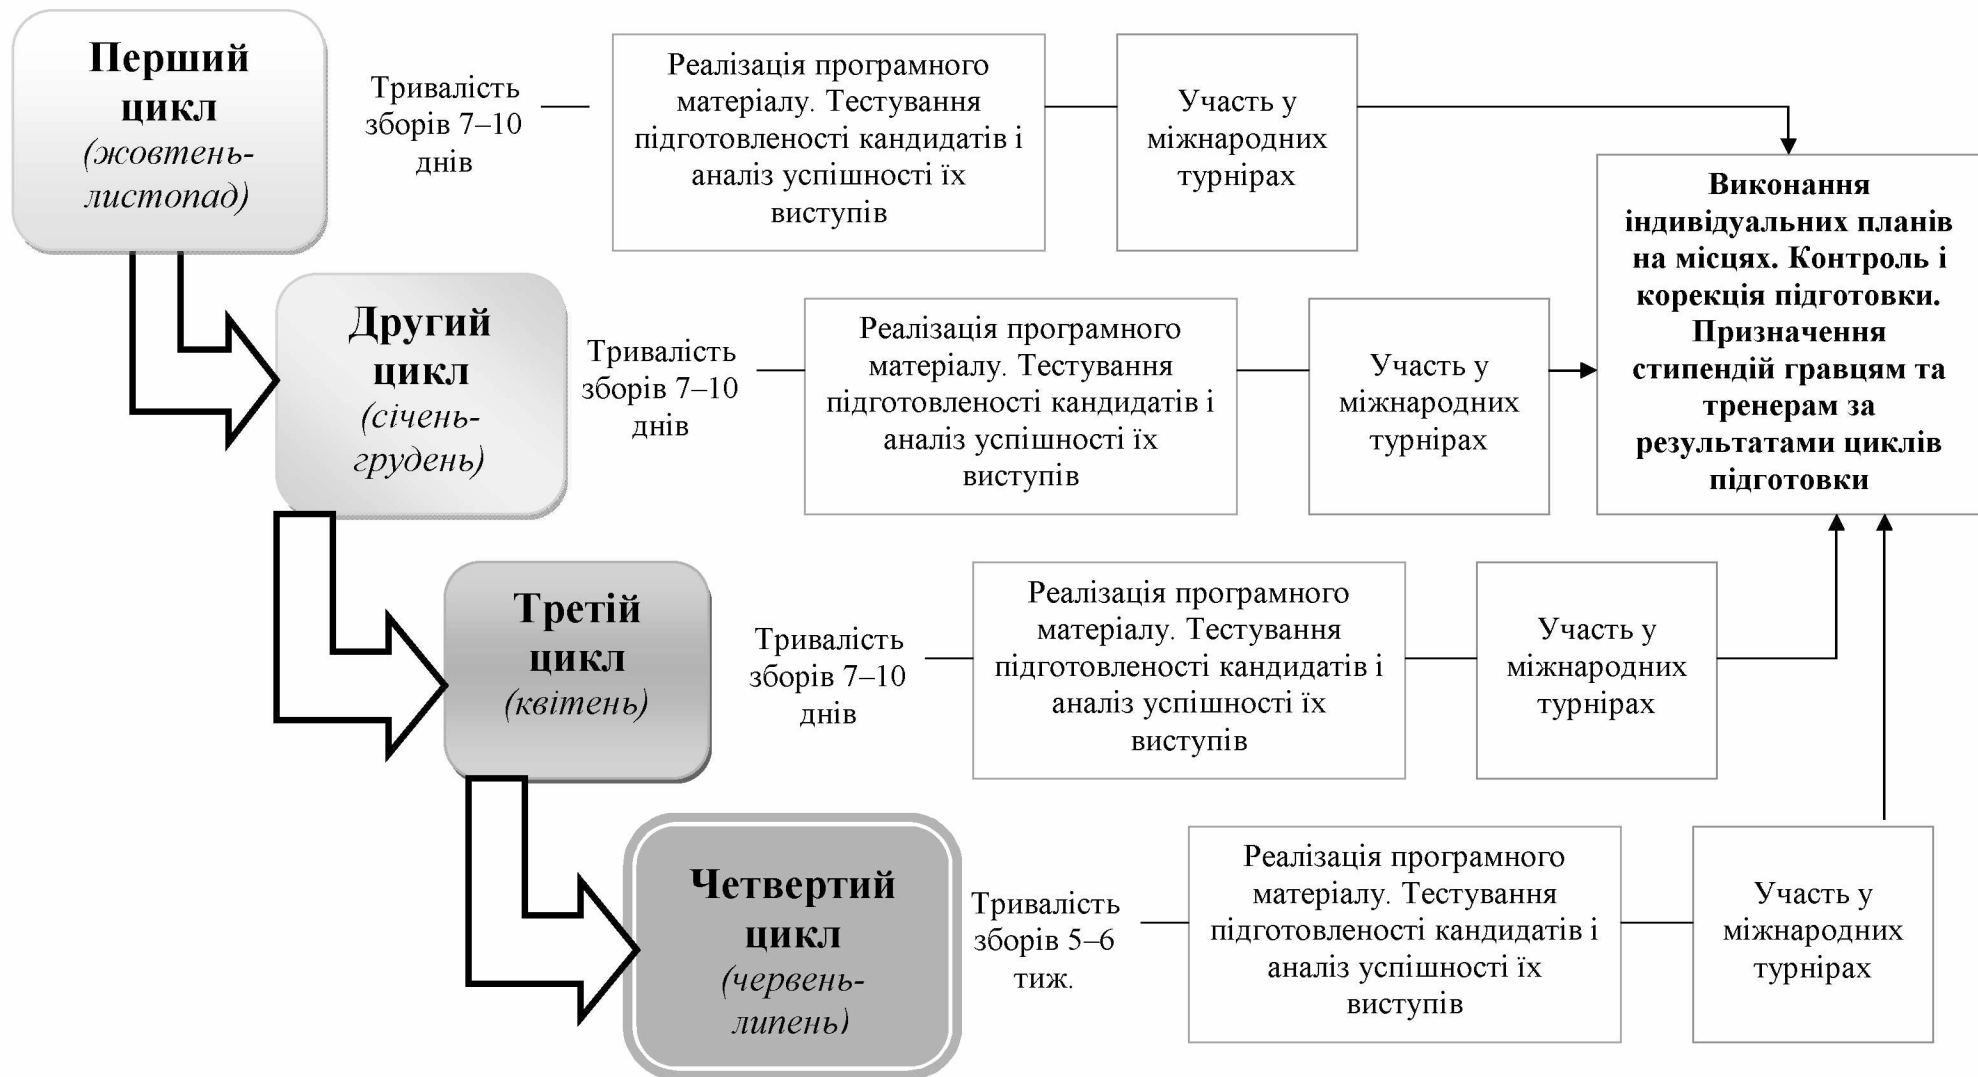 Перший
цикл
(жовтень-
листопад)
Тривалість
зборів 7–10
днів
Реалізація програмного
матеріалу. Тестування
підготовленості кандидатів і
аналіз успішності їх
виступів
Участь у
міжнародних
турнірах
Виконання
індивідуальних планів
на місцях. Контроль і
корекція підготовки.
Призначення
стипендій гравцям та
тренерам за
результатами циклів
підготовки
Другий
цикл
(січень-
грудень)
Тривалість
зборів 7–10
днів
Реалізація програмного
матеріалу. Тестування
підготовленості кандидатів і
аналіз успішності їх
виступів
Участь у
міжнародних
турнірах
Третій
цикл
(квітень)
Тривалість
зборів 7–10
днів
Реалізація програмного
матеріалу. Тестування
підготовленості кандидатів і
аналіз успішності їх
виступів
Участь у
міжнародних
турнірах
Четвертий
цикл
(червень-
липень)
Тривалість
зборів 5–6
тиж.
Реалізація програмного
матеріалу. Тестування
підготовленості кандидатів і
аналіз успішності їх
виступів
Участь у
міжнародних
турнірах